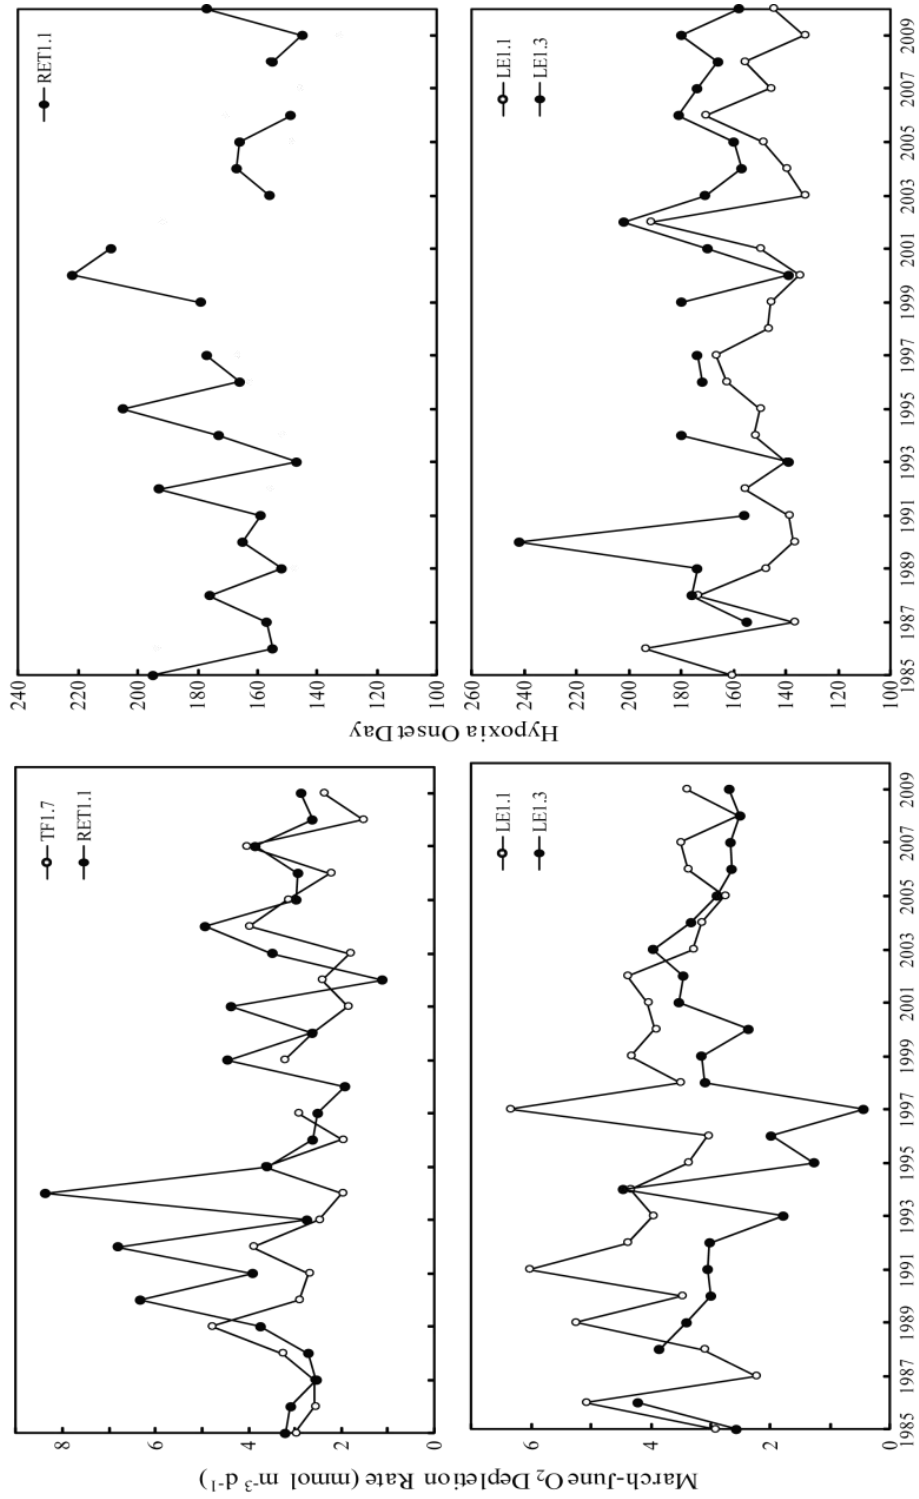 March-June O2 Depletion Rate (mmol m-3 d-1)
8
6
4
2
0
TF1.7
RET1.1
Hypoxia Onset Day
240
220
200
180
160
140
120
100
RET1.1
6
4
2
0
LE1.1
LE1.3
1985 1987 1989 1991 1993 1995 1997 1999 2001 2003 2005 2007 2009
260
240
220
200
180
160
140
120
100
LE1.1
LE1.3
1985 1987 1989 1991 1993 1995 1997 1999 2001 2003 2005 2007 2009